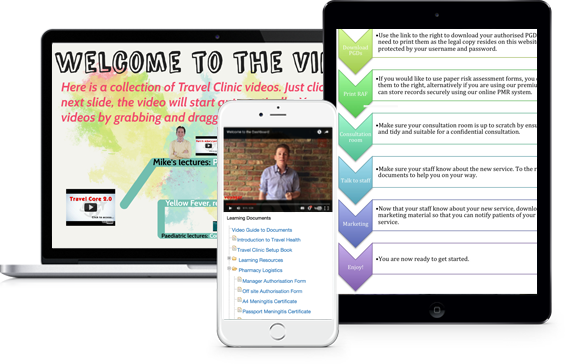 WELCOME TO THE
Here is a collection of Travel Clinic videos. Just
next slide, the video will start
videos by grabbing and
Mike's lectures:
Travel Care 2.0
Yellow Fever,
Paediatric lectures:
Welcome to the Dashboard
Learning Documents
Video Guide to Documents
Introduction to Travel Health
Travel Clinic Setup Book
Learning Resources
Pharmacy Logistics
Manager Authorisation Form
Off site Authorisation Form
A4 Meningitis Certificate
Passport Meningitis Certificate
Download PGDs
•Use the link to the right to download your authorised PGD
need to print them as the legal copy resides on this website
protected by your username and password.
Print RAF
•If you would like to use paper risk assessment forms, you
them to the right, alternatively if are using our premium
can store records securely using our online PMR system.
Consultation room
•Make sure your consultation room is up to scratch by
and tidy and suitable for a confidential consultation.
Talk to staff
•Make sure your staff know about the new service. To the
documents to help you on your way.
Marketing
•Now that your staff know about your new service,
marketing material so that you can notify patients of your
service.
Enjoy!
•You are now ready to get started.